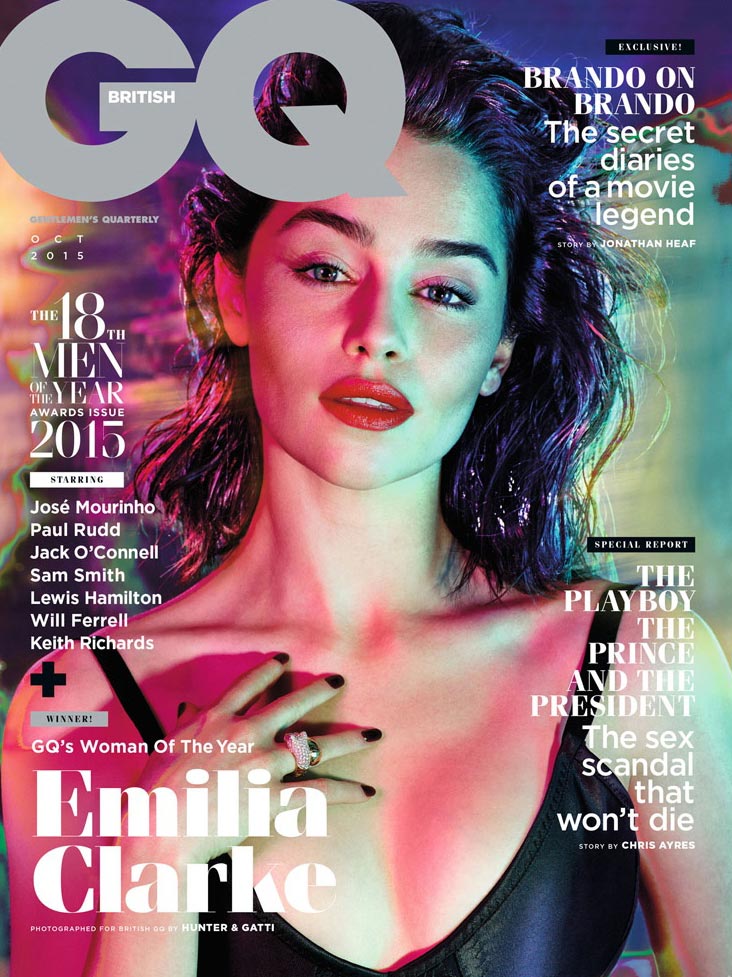 GQ
BRITISH
GENTLEMEN'S QUARTERLY
OCT
2015
THE 18TH
MEN
OF THE YEAR
AWARDS ISSUE
2015
STARRING
José Mourinho
Paul Rudd
Jack O'Connell
Sam Smith
Lewis Hamilton
Will Ferrell
Keith Richards
+
WINNER!
GQ's Woman Of The Year
Emilia
Clarke
PHOTOGRAPHED FOR BRITISH GQ BY HUNTER & GATTI
EXCLUSIVE!
BRANDO ON
BRANDO
The secret
diaries
of a movie
legend
STORY BY JONATHAN HEAF
SPECIAL REPORT
THE
PLAYBOY
THE
PRINCE
AND THE
PRESIDENT
The sex
scandal
that
won't die
STORY BY CHRIS AYRES